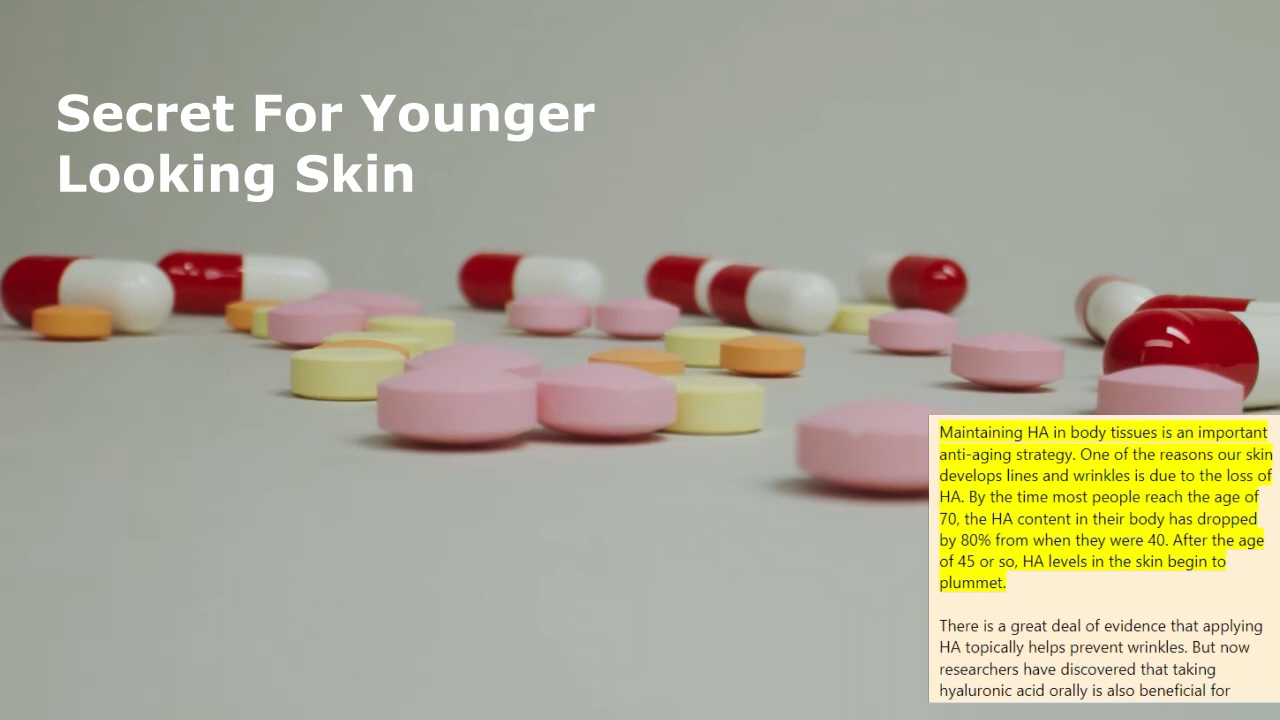 Secret For Younger
Looking Skin
Maintaining HA in body tissues is an important
anti-aging strategy. One of the reasons our skin
develops lines and wrinkles is due to the loss of
HA. By the time most people reach the age of
70, the HA content in their body has dropped
by 80% from when they were 40. After the age
of 45 or so, HA levels in the skin begin to
plummet.
There is a great deal of evidence that applying
HA topically helps prevent wrinkles. But now
researchers have discovered that taking
hyaluronic acid orally is also beneficial for